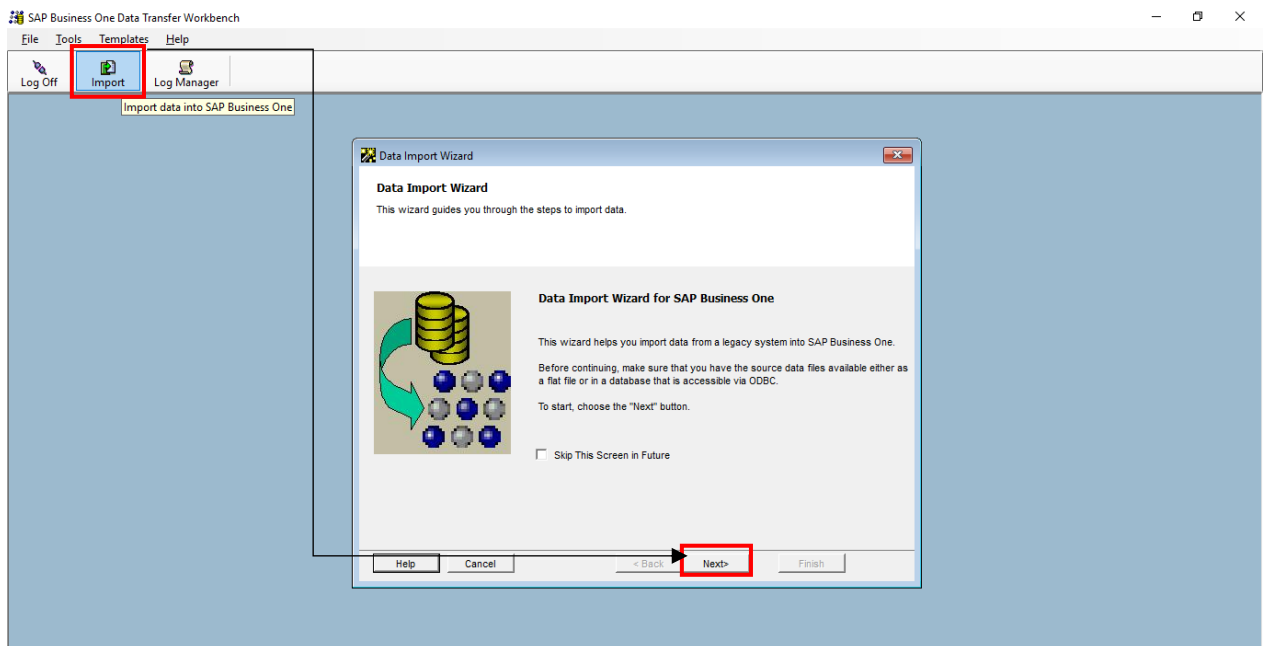 SAP Business One Data Transfer Workbench
File Tools Templates Help
Log Off Import Log Manager
Import data into SAP Business One
Data Import Wizard
Data Import Wizard
This wizard guides you through the steps to import data.
Data Import Wizard for SAP Business One
This wizard helps you import data from a legacy system into SAP Business One.
Before continuing, make sure that you have the source data files available either as
a flat file or in a database that is accessible via ODBC.
To start, choose the "Next" button.
Skip This Screen in Future
Help Cancel < Back Next> Finish